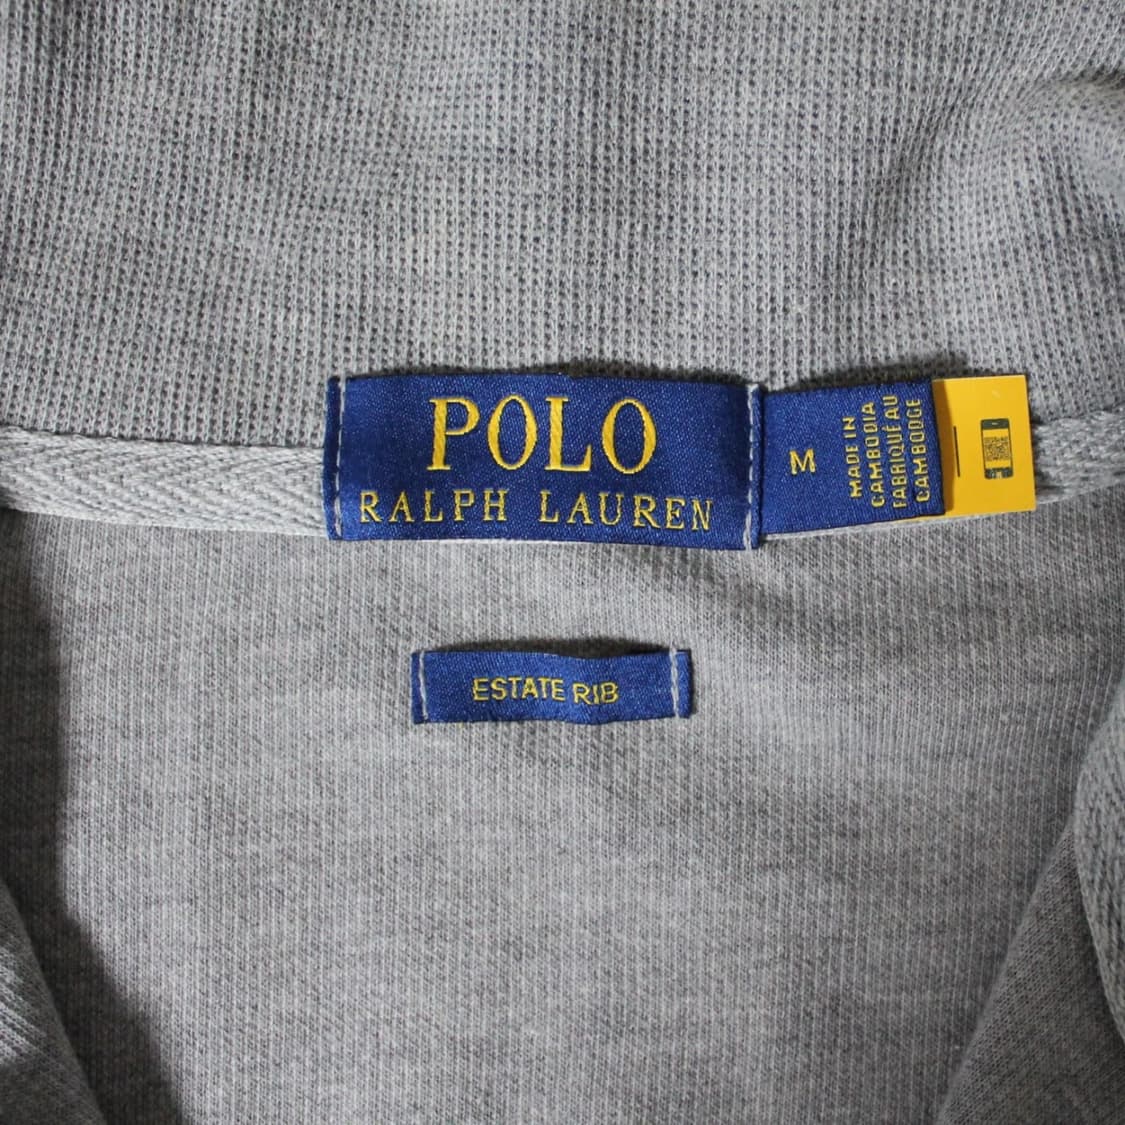 POLO
RALPH LAUREN
M
MADE IN
CAMBODIA
FABRIQUÉ AU
CAMBODGE
ESTATE RIB